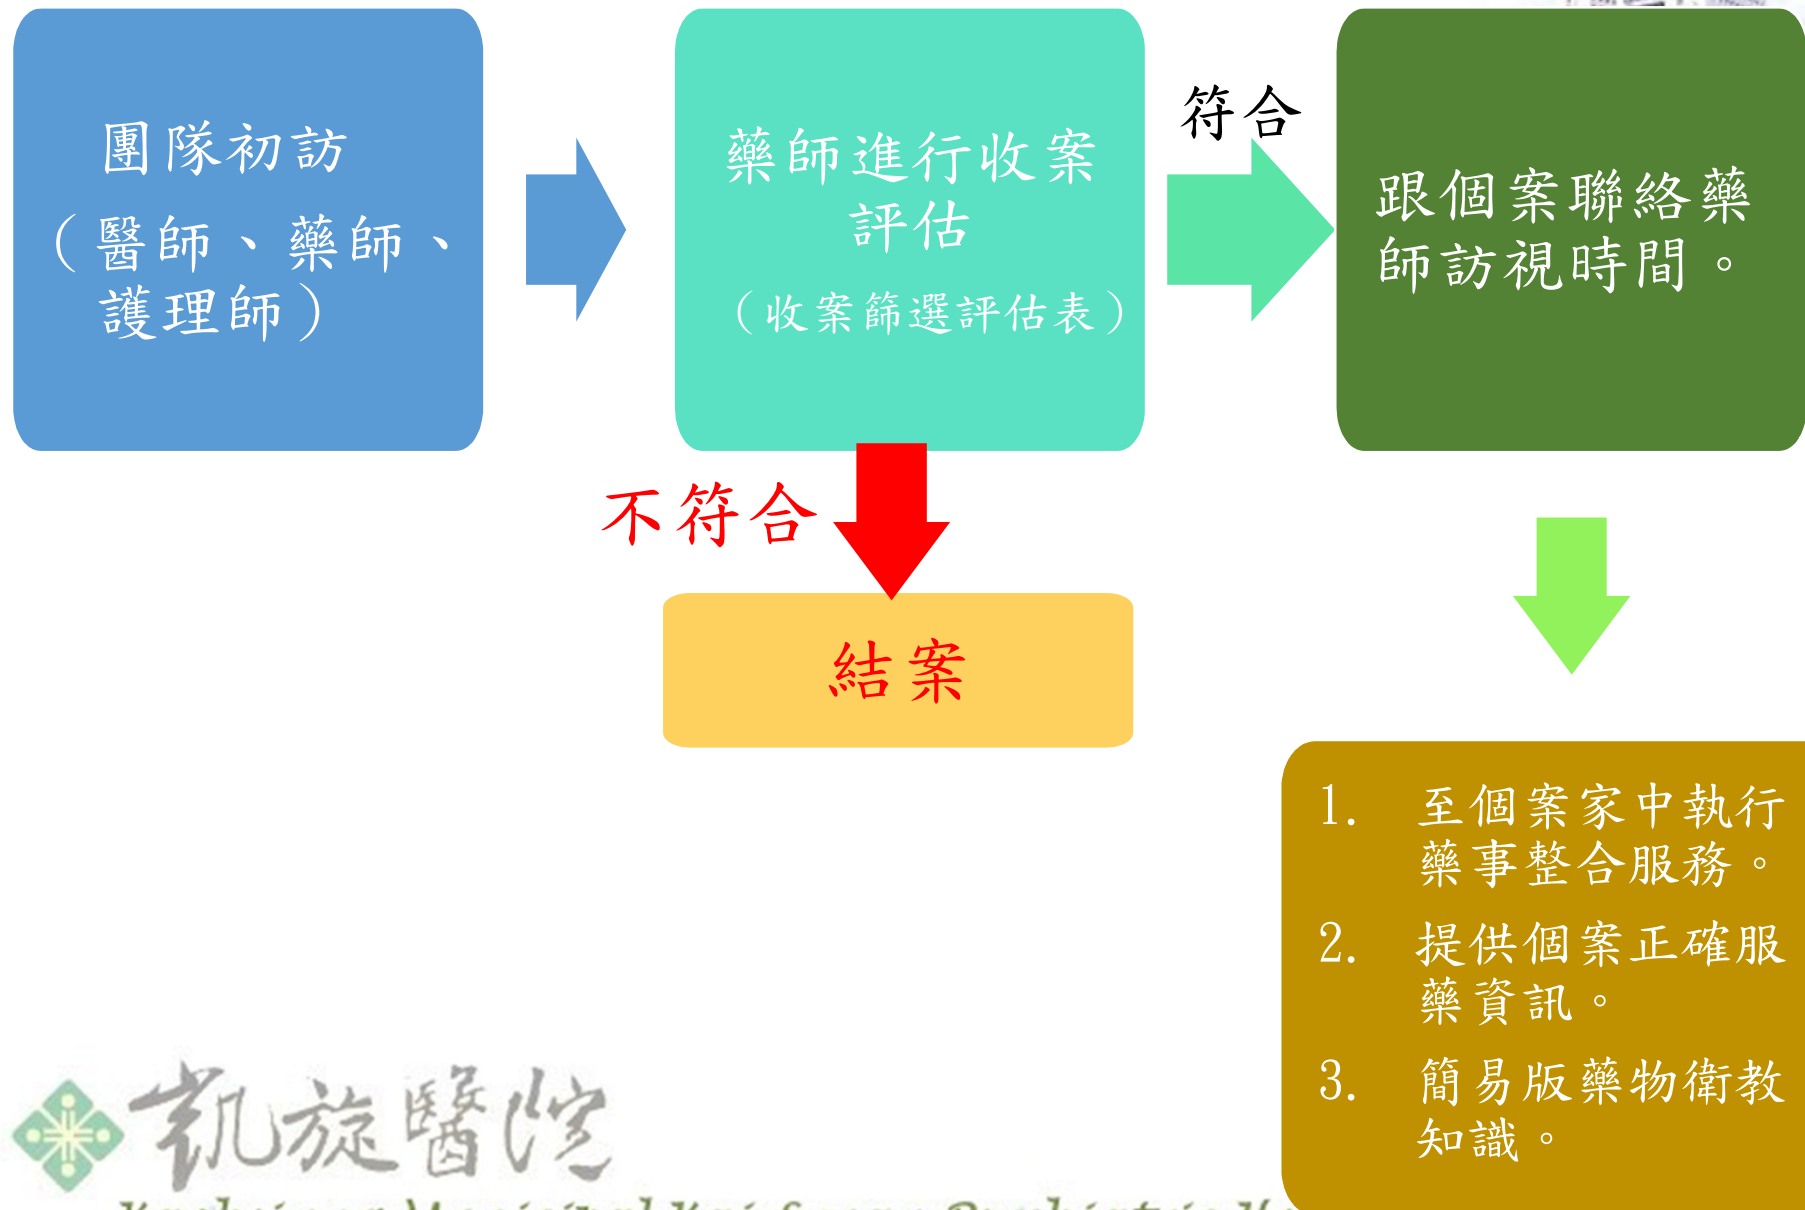 團隊初訪
（醫師、藥師、
護理師）
藥師進行收案
評估
（收案篩選評估表）
符合
跟個案聯絡藥
師訪視時間。
不符合
結案
1. 至個案家中執行
藥事整合服務。
2. 提供個案正確服
藥資訊。
3. 簡易版藥物衛教
知識。
凱旋醫院